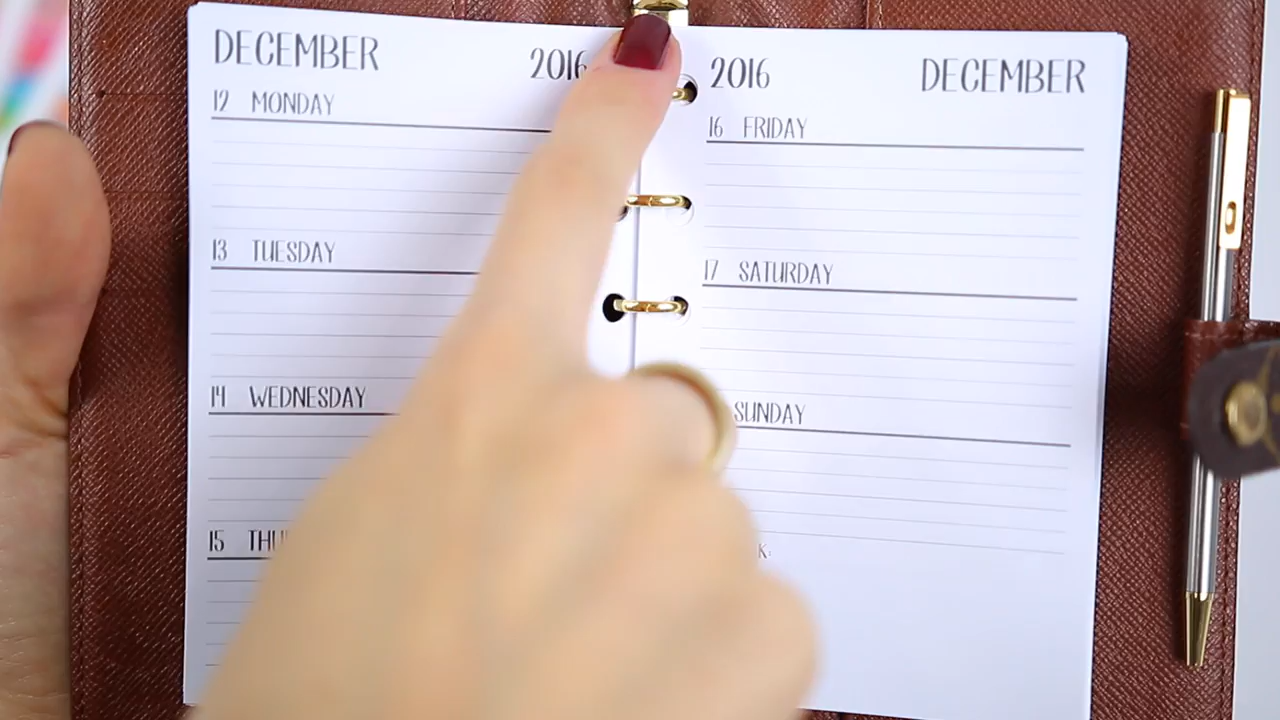 DECEMBER 2016
12 MONDAY
13 TUESDAY
14 WEDNESDAY
15
2016 DECEMBER
16 FRIDAY
17 SATURDAY
SUNDAY